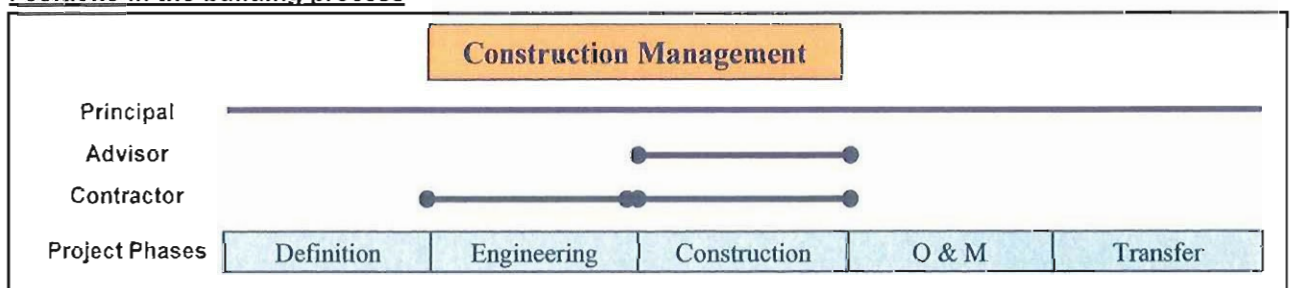 Construction Management
Principal
Advisor
Contractor
Project Phases Definition Engineering Construction O & M Transfer